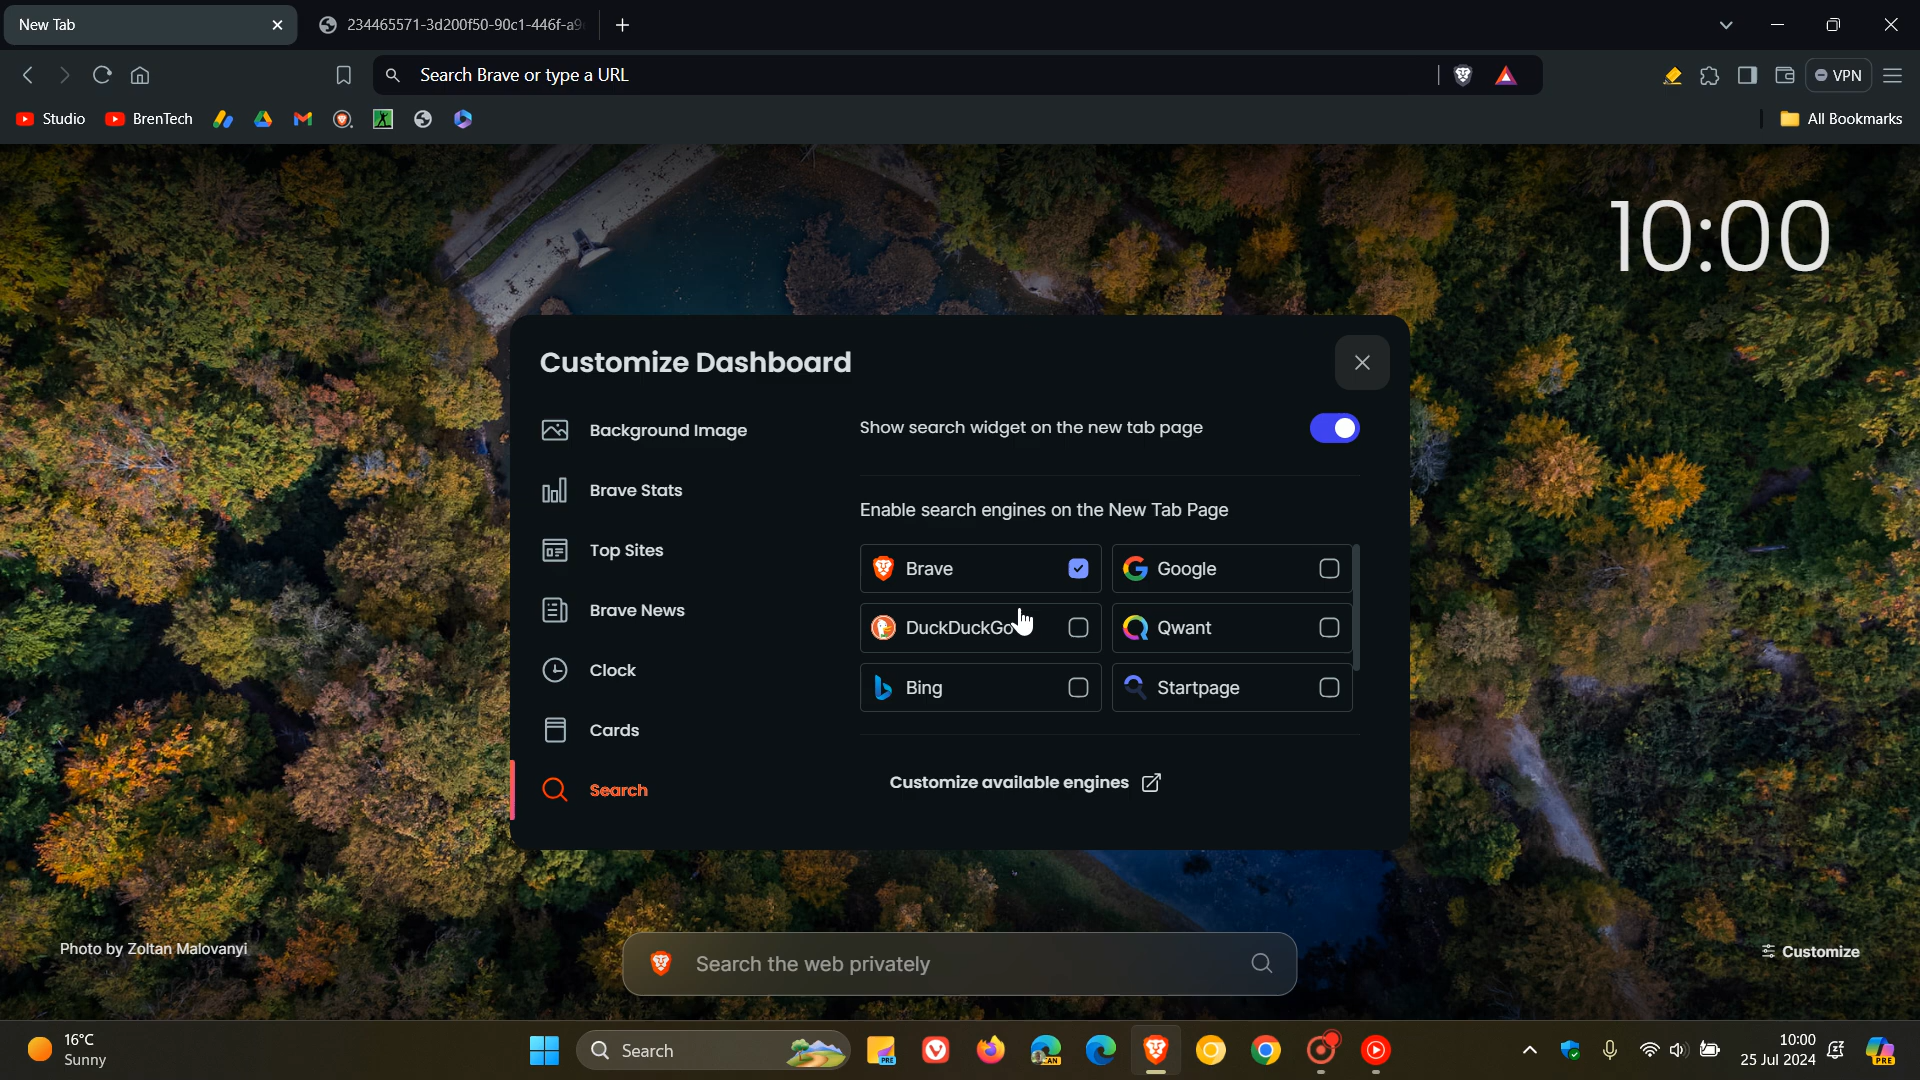 New Tab
234465571-3d200f50-90c1-446f-a9
Search Brave or type a URL
VPN
Studio
BrenTech
All Bookmarks
10:00
Customize Dashboard
Background Image
Show search widget on the new tab page
Brave Stats
Enable search engines on the New Tab Page
Top Sites
Brave
Google
Brave News
DuckDuckGo
Qwant
Clock
Bing
Startpage
Cards
Customize available engines
Search
Photo by Zoltan Malovanyi
Search the web privately
Customize
16°C
Sunny
Search
PRE
CAN
10:00
25 Jul 2024
PRE